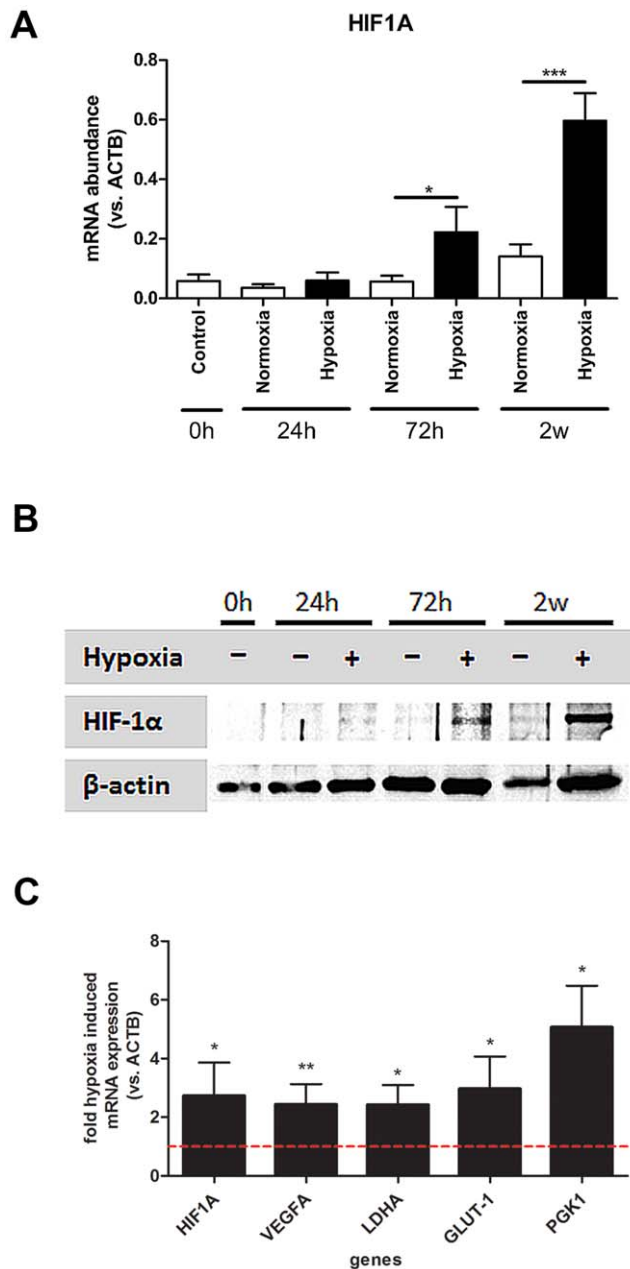 A
HIF1A
mRNA abundance
(vs. ACTB)
0.8
0.6
0.4
0.2
0.0
***
*
Control
Normoxia
Hypoxia
Normoxia
Hypoxia
Normoxia
Hypoxia
0h 24h 72h 2w
B
0h 24h 72h 2w
Hypoxia − − + − + − +
HIF-1α
β-actin
C
fold hypoxia induced
mRNA expression
(vs. ACTB)
8
6
4
2
0
* ** * * *
HIF1A
VEGFA
LDHA
GLUT-1
PGK1
genes